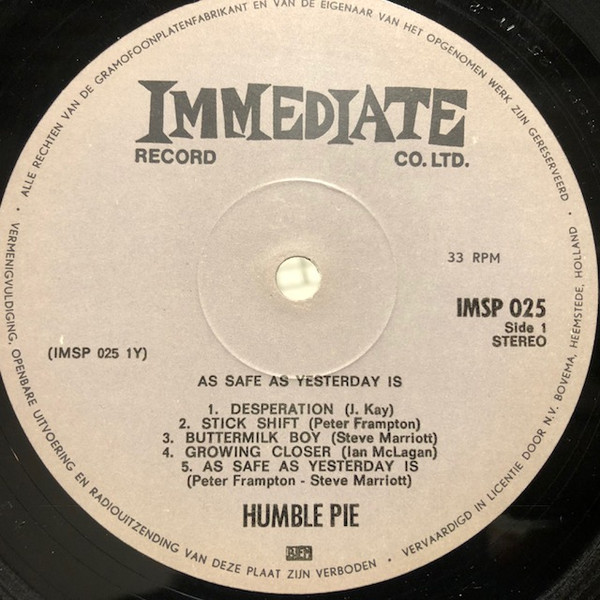 ALLE RECHTEN VAN DE GRAMOFOONPLATENFABRIKANT EN VAN DE EIGENAAR VAN HET OPGENOMEN WERK ZIJN GERESERVEERD •
IMMEDIATE
RECORD CO. LTD.
33 RPM
IMSP 025
Side 1
STEREO
(IMSP 025 1Y)
AS SAFE AS YESTERDAY IS
1. DESPERATION (J. Kay)
2. STICK SHIFT (Peter Frampton)
3. BUTTERMILK BOY (Steve Marriott)
4. GROWING CLOSER (Ian McLagan)
5. AS SAFE AS YESTERDAY IS
(Peter Frampton - Steve Marriott)
HUMBLE PIE
BIEM
• VERMENIGVULDIGING, OPENBARE UITVOERING EN RADIOUITZENDING VAN DEZE PLAAT ZIJN VERBODEN •
VERVAARDIGD IN LICENTIE DOOR N.V. BOVEMA, HEEMSTEDE, HOLLAND